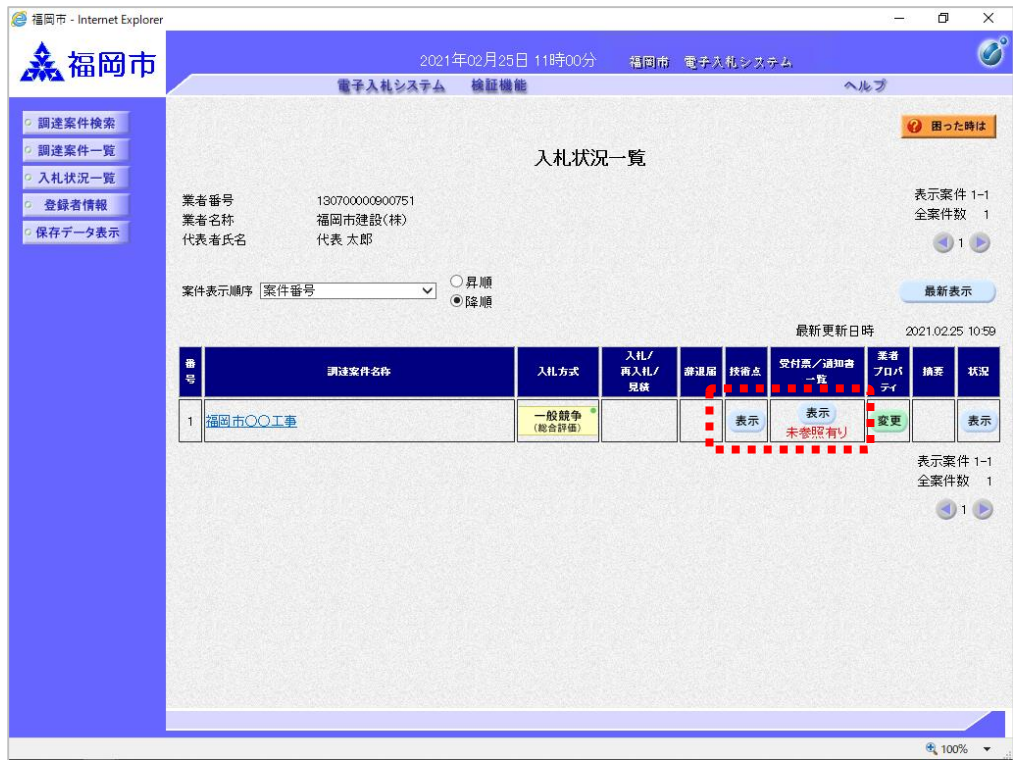 福岡市 - Internet Explorer
福岡市
2021年02月25日 11時00分 福岡市 電子入札システム
電子入札システム 検証機能 ヘルプ
調達案件検索
調達案件一覧
入札状況一覧
登録者情報
保存データ表示
困った時は
入札状況一覧
業者番号 130700000900751
業者名称 福岡市建設(株)
代表者氏名 代表 太郎
表示案件 1-1
全案件数 1
1
案件表示順序 案件番号
昇順
降順
最新表示
最新更新日時 2021.02.25 10:59
番号 調達案件名称 入札方式 入札/再入札/見積 辞退届 技術点 受付票/通知書一覧 業者プロパティ 摘要 状況
1 福岡市〇〇工事 一般競争(総合評価) 表示 表示 未参照有り 変更 表示
表示案件 1-1
全案件数 1
1
100%